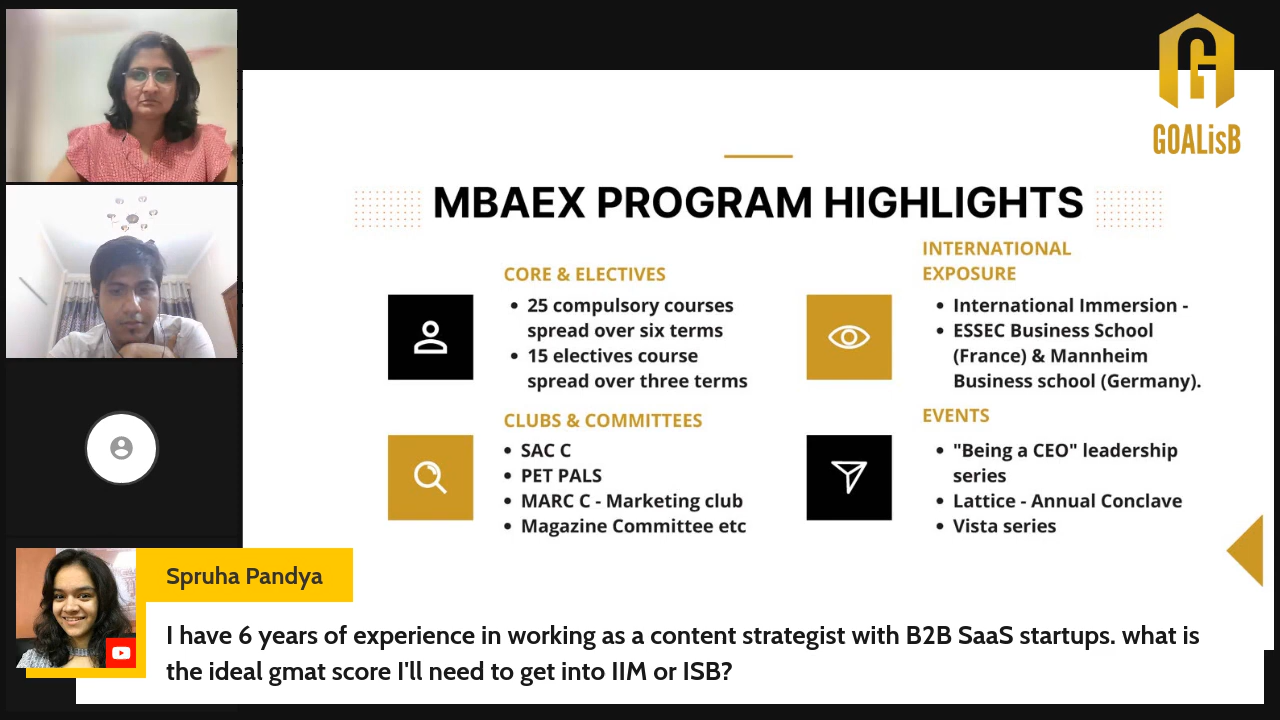 GOALisB
MBAEX PROGRAM HIGHLIGHTS
CORE & ELECTIVES
• 25 compulsory courses
spread over six terms
• 15 electives course
spread over three terms
INTERNATIONAL
EXPOSURE
• International Immersion -
• ESSEC Business School
(France) & Mannheim
Business school (Germany).
CLUBS & COMMITTEES
• SAC C
• PET PALS
• MARC C - Marketing club
• Magazine Committee etc
EVENTS
• "Being a CEO" leadership
series
• Lattice - Annual Conclave
• Vista series
Spruha Pandya
I have 6 years of experience in working as a content strategist with B2B SaaS startups. what is
the ideal gmat score I'll need to get into IIM or ISB?